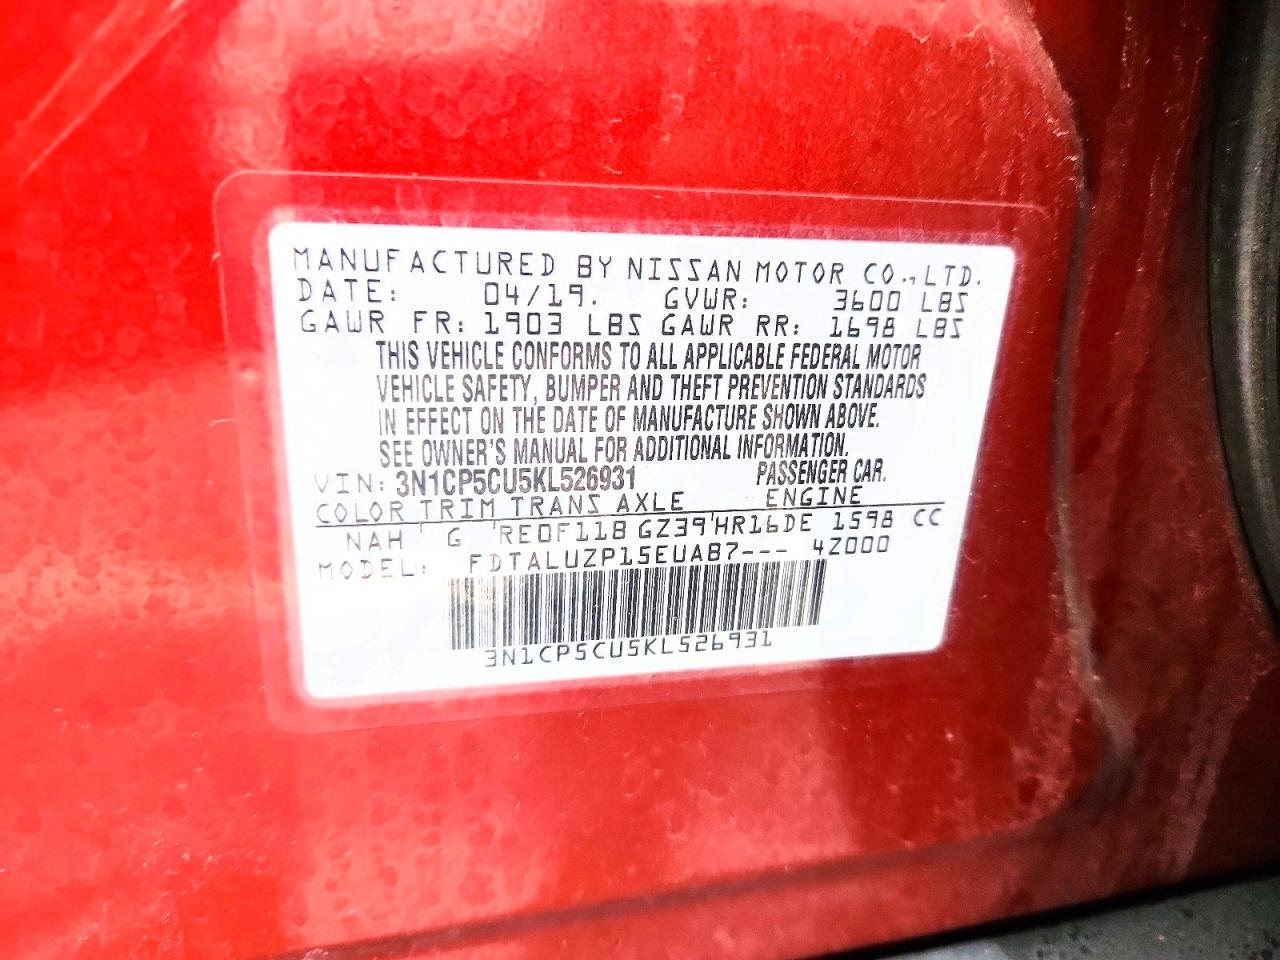 MANUFACTURED BY NISSAN MOTOR CO.,LTD.
DATE: 04/19. GVWR: 3600 LBS
GAWR FR: 1903 LBS GAWR RR: 1698 LBS
THIS VEHICLE CONFORMS TO ALL APPLICABLE FEDERAL MOTOR
VEHICLE SAFETY, BUMPER AND THEFT PREVENTION STANDARDS
IN EFFECT ON THE DATE OF MANUFACTURE SHOWN ABOVE.
SEE OWNER'S MANUAL FOR ADDITIONAL INFORMATION.
VIN: 3N1CP5CU5KL526931 PASSENGER CAR.
COLOR TRIM TRANS AXLE ENGINE
NAH G RE0F11B GZ39 HR16DE 1598 CC
MODEL: FDTALUZP15EUAB7--- 4Z000
3N1CP5CU5KL526931